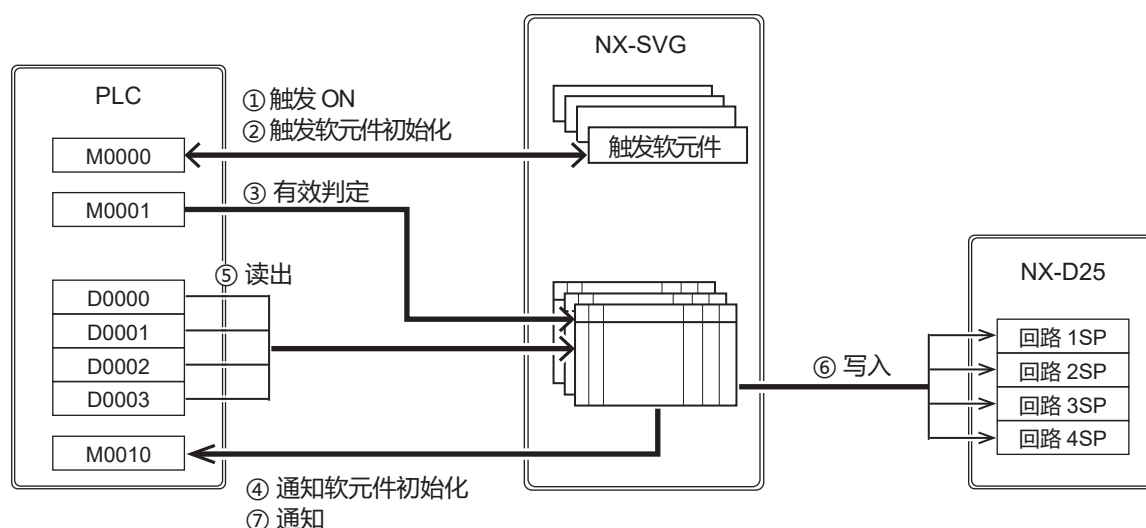 NX-SVG
PLC
① 触发 ON
② 触发软元件初始化
M0000
触发软元件
③ 有效判定
M0001
⑤ 读出
NX-D25
D0000
D0001
D0002
D0003
回路 1SP
回路 2SP
回路 3SP
回路 4SP
⑥ 写入
M0010
④ 通知软元件初始化
⑦ 通知